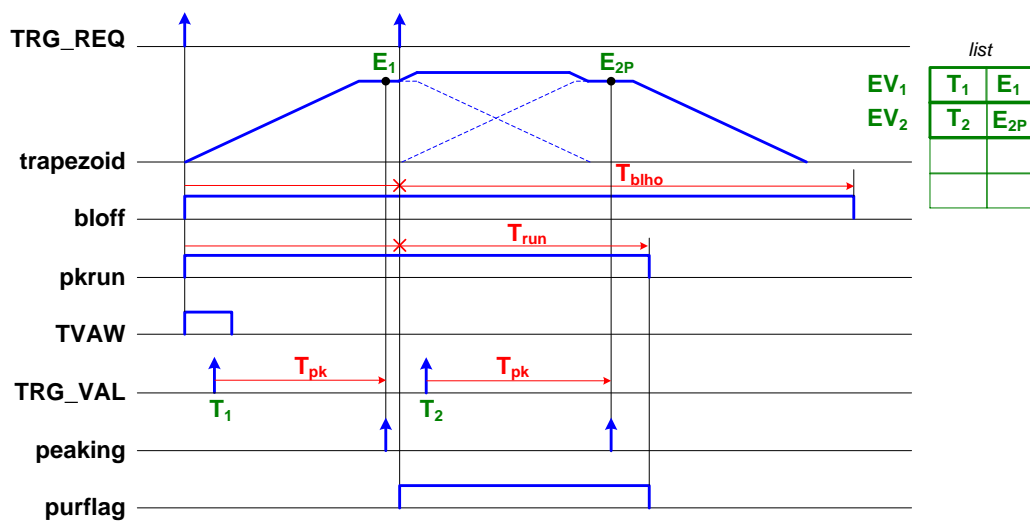 TRG_REQ
list
E1
E2P
EV1 T1 E1
EV2 T2 E2P
trapezoid
Tblho
bloff
Trun
pkrun
TVAW
Tpk
Tpk
TRG_VAL
T1
T2
peaking
purflag